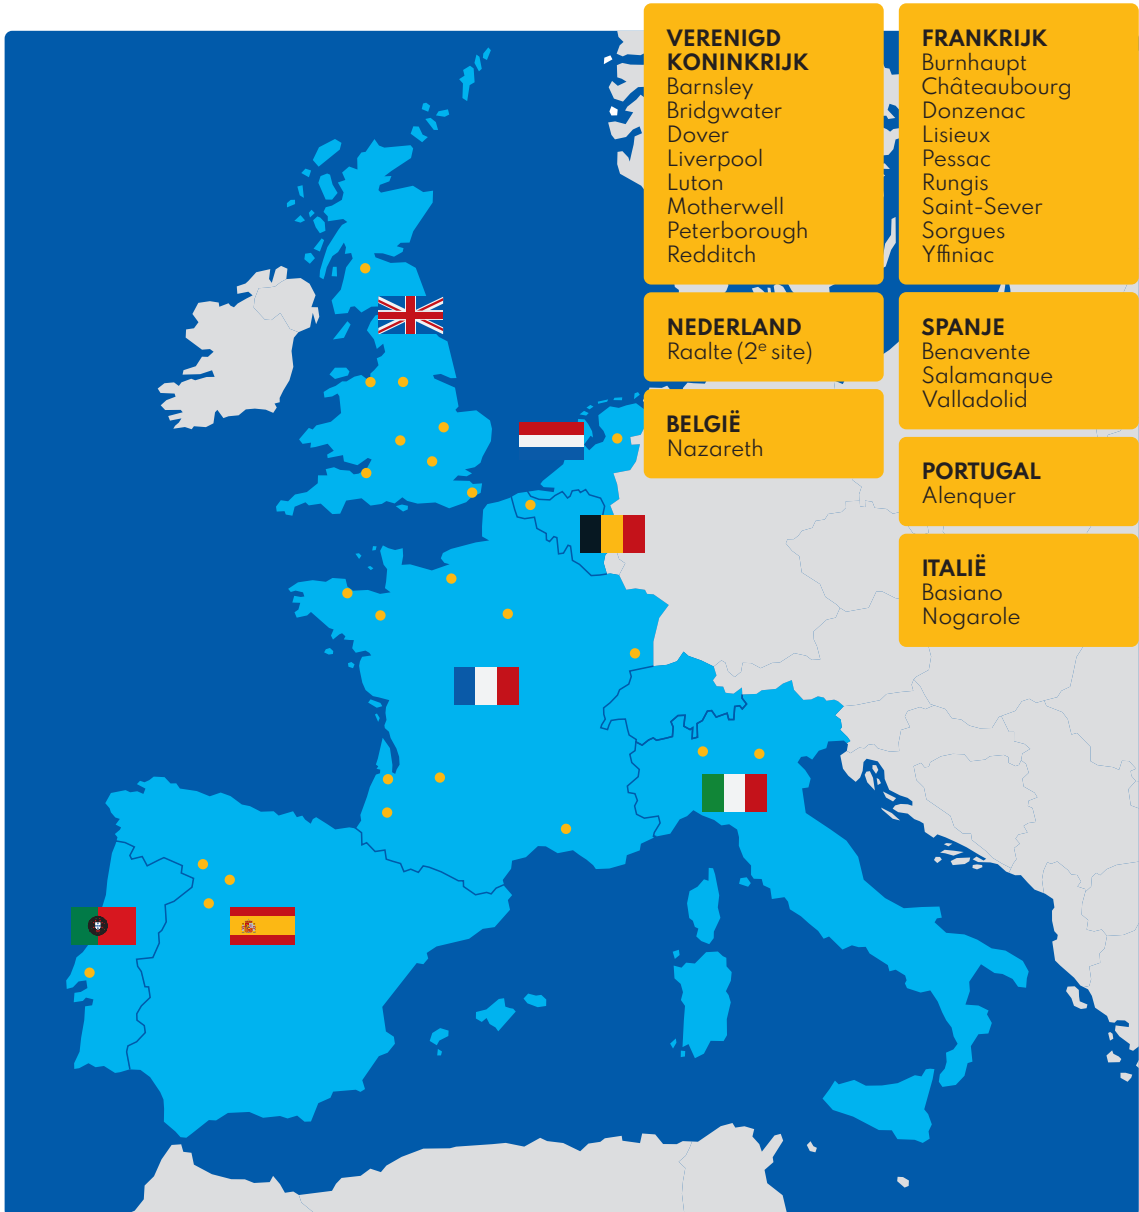 VERENIGD
KONINKRIJK
Barnsley
Bridgwater
Dover
Liverpool
Luton
Motherwell
Peterborough
Redditch
NEDERLAND
Raalte (2e site)
BELGIË
Nazareth
FRANKRIJK
Burnhaupt
Châteaubourg
Donzenac
Lisieux
Pessac
Rungis
Saint-Sever
Sorgues
Yffiniac
SPANJE
Benavente
Salamanque
Valladolid
PORTUGAL
Alenquer
ITALIË
Basiano
Nogarole